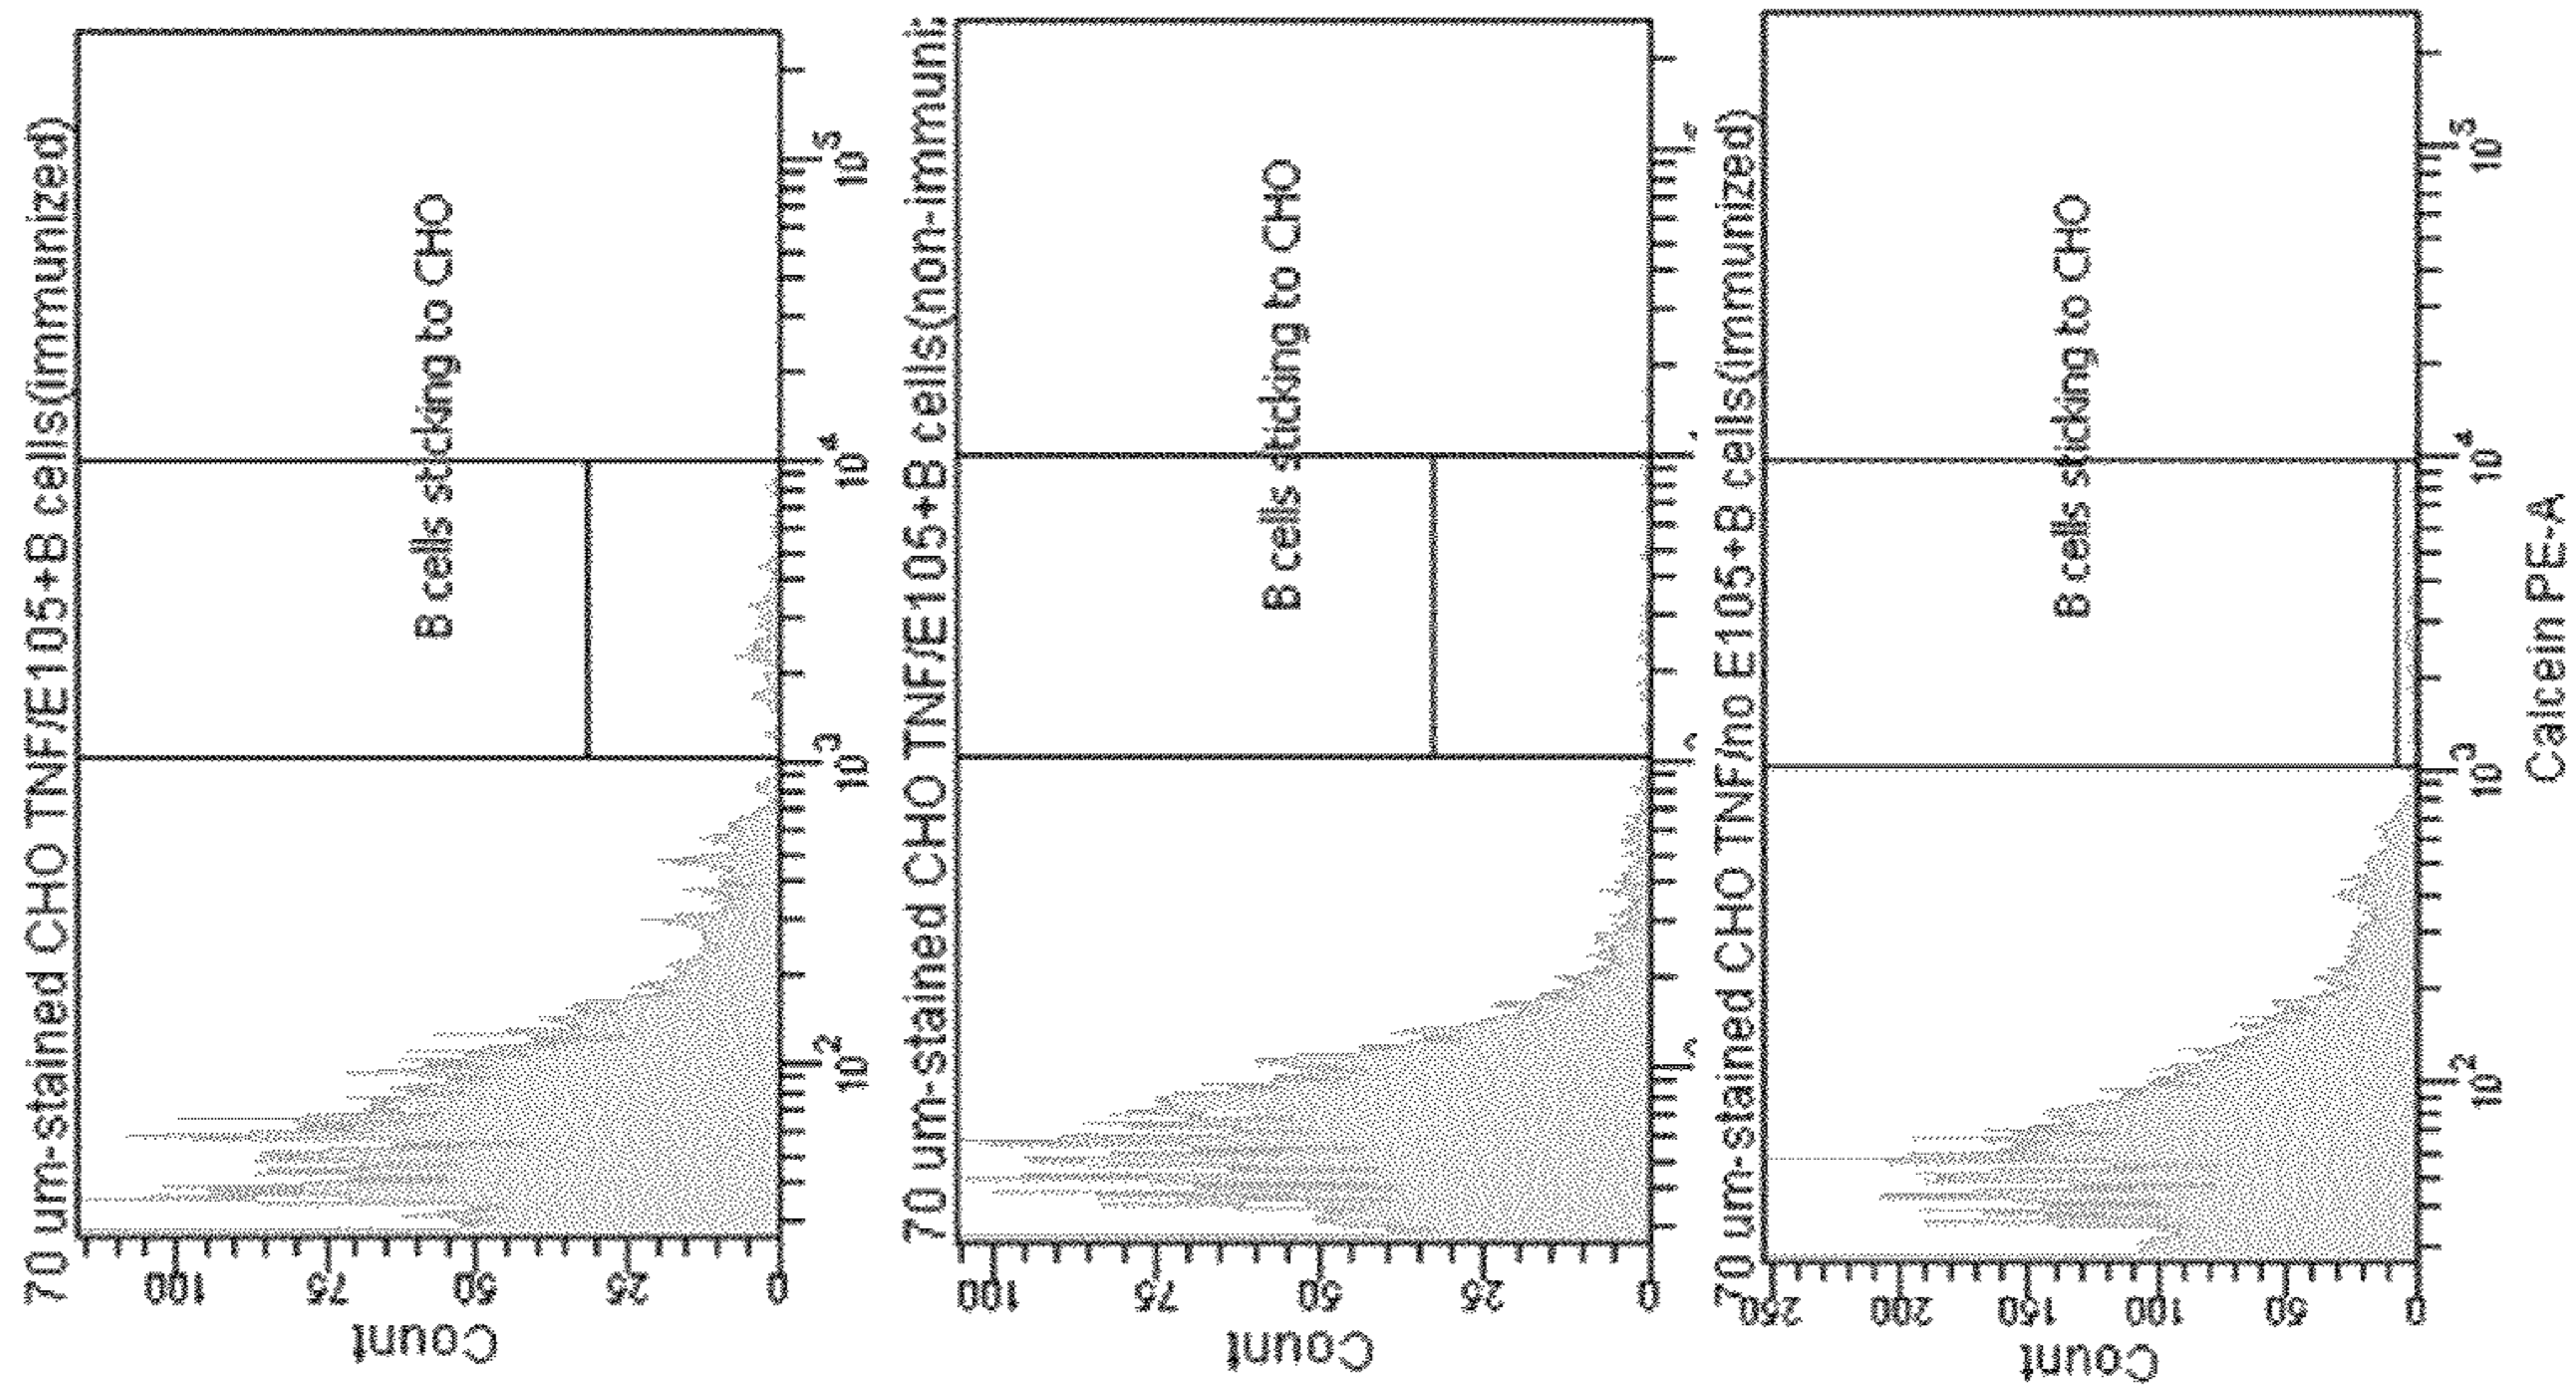 70 um-stained CHO TNF/E105+B cells(immunized)
Count
100
75
50
25
0
B cells sticking to CHO
10^2
10^3
10^4
10^5
70 um-stained CHO TNF/E105+B cells(non-immuni
Count
100
75
50
25
0
B cells sticking to CHO
70 um-stained CHO TNF/no E105+B cells(immunized)
Count
250
200
150
100
50
0
B cells sticking to CHO
10^2
10^3
10^4
10^5
Calcein PE-A